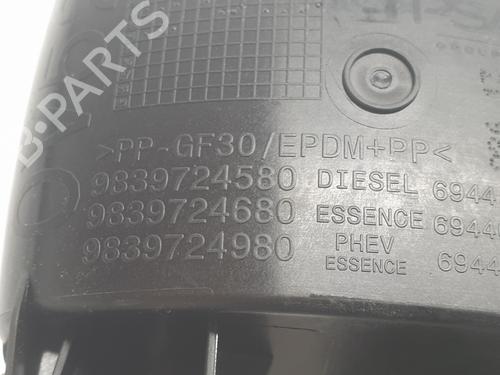 B-PARTS
>PP-GF30/EPDM+PP<
9839724580 DIESEL 6944
9839724680 ESSENCE 6944
9839724980 PHEV ESSENCE 6944